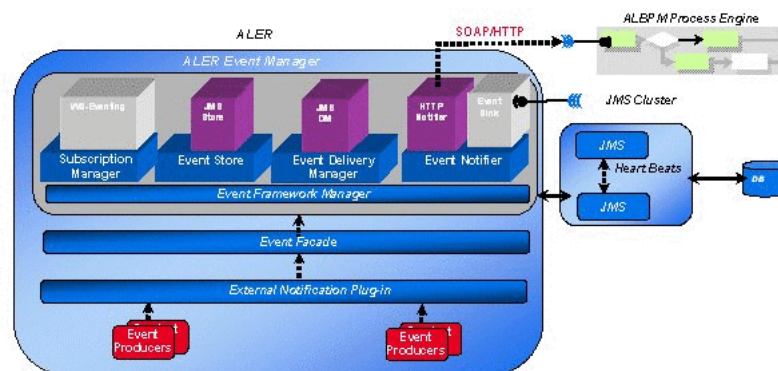 ALER
SOAP/HTTP
ALBPM Process Engine
ALER Event Manager
WS-Eventing
JMS
Store
JMS
DM
HTTP
Notifier
Event
Sink
JMS Cluster
Subscription
Manager
Event Store
Event Delivery
Manager
Event Notifier
Event Framework Manager
JMS
Heart Beats
JMS
DB
Event Facade
External Notification Plug-in
Event
Producers
Event
Producers